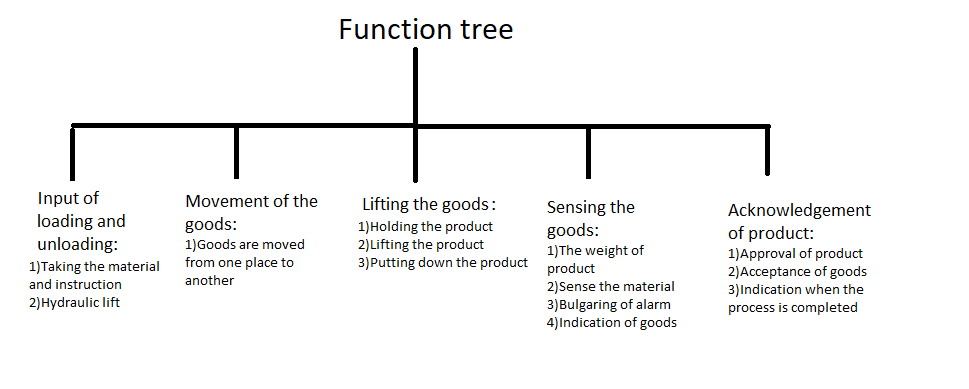 Function tree
Input of
loading and
unloading:
1)Taking the material
and instruction
2)Hydraulic lift
Movement of the
goods:
1)Goods are moved
from one place to
another
Lifting the goods:
1)Holding the product
2)Lifting the product
3)Putting down the product
Sensing the
goods:
1)The weight of
product
2)Sense the material
3)Bulgaring of alarm
4)Indication of goods
Acknowledgement
of product:
1)Approval of product
2)Acceptance of goods
3)Indication when the
process is completed